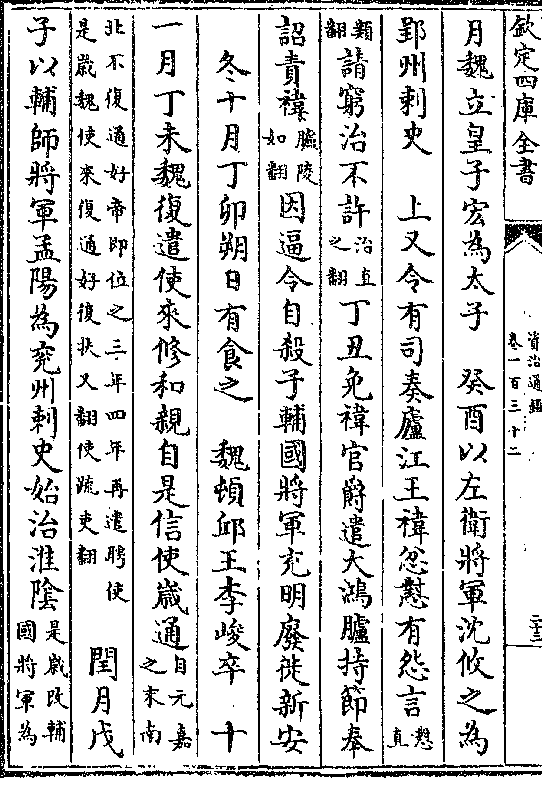 欽定四庫全書
資治通鑑
卷一百三十二
二十三
月魏立皇子宏為太子　癸酉以左衛將軍沈攸之為
郢州刺史　上又令有司奏廬江王禕忿懟有怨言懟直
類翻請窮治不許治直之翻丁丑免禕官爵遣大鴻臚持節奉
詔責禕臚陵如翻因逼令自殺子輔國將軍充明廢徙新安
冬十月丁卯朔日有食之　魏頓邱王李峻卒　十
一月丁未魏復遣使來修和親自是信使歲通自元嘉之末南
北不復通好帝即位之三年四年再遣聘使是歲魏使來復通好復扶又翻使疏吏翻　閏月戊
子以輔師將軍孟陽為兖州刺史始治淮陰是歲改輔國將軍為